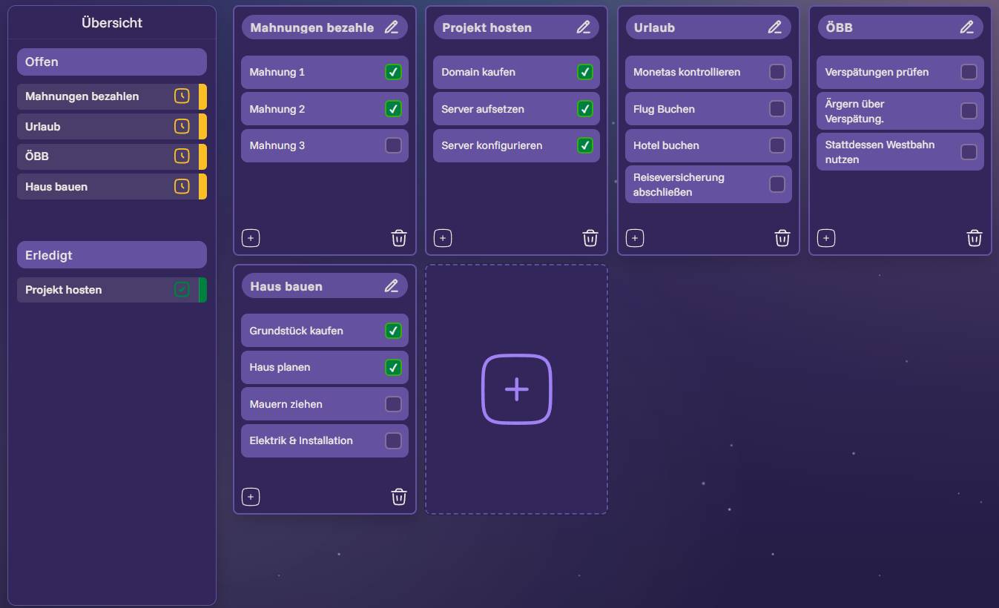 Übersicht
Offen
Mahnungen bezahlen
Urlaub
ÖBB
Haus bauen
Erledigt
Projekt hosten
Mahnungen bezahle
Mahnung 1
Mahnung 2
Mahnung 3
Projekt hosten
Domain kaufen
Server aufsetzen
Server konfigurieren
Urlaub
Monetas kontrollieren
Flug Buchen
Hotel buchen
Reiseversicherung
abschließen
ÖBB
Verspätungen prüfen
Ärgern über
Verspätung.
Stattdessen Westbahn
nutzen
Haus bauen
Grundstück kaufen
Haus planen
Mauern ziehen
Elektrik & Installation